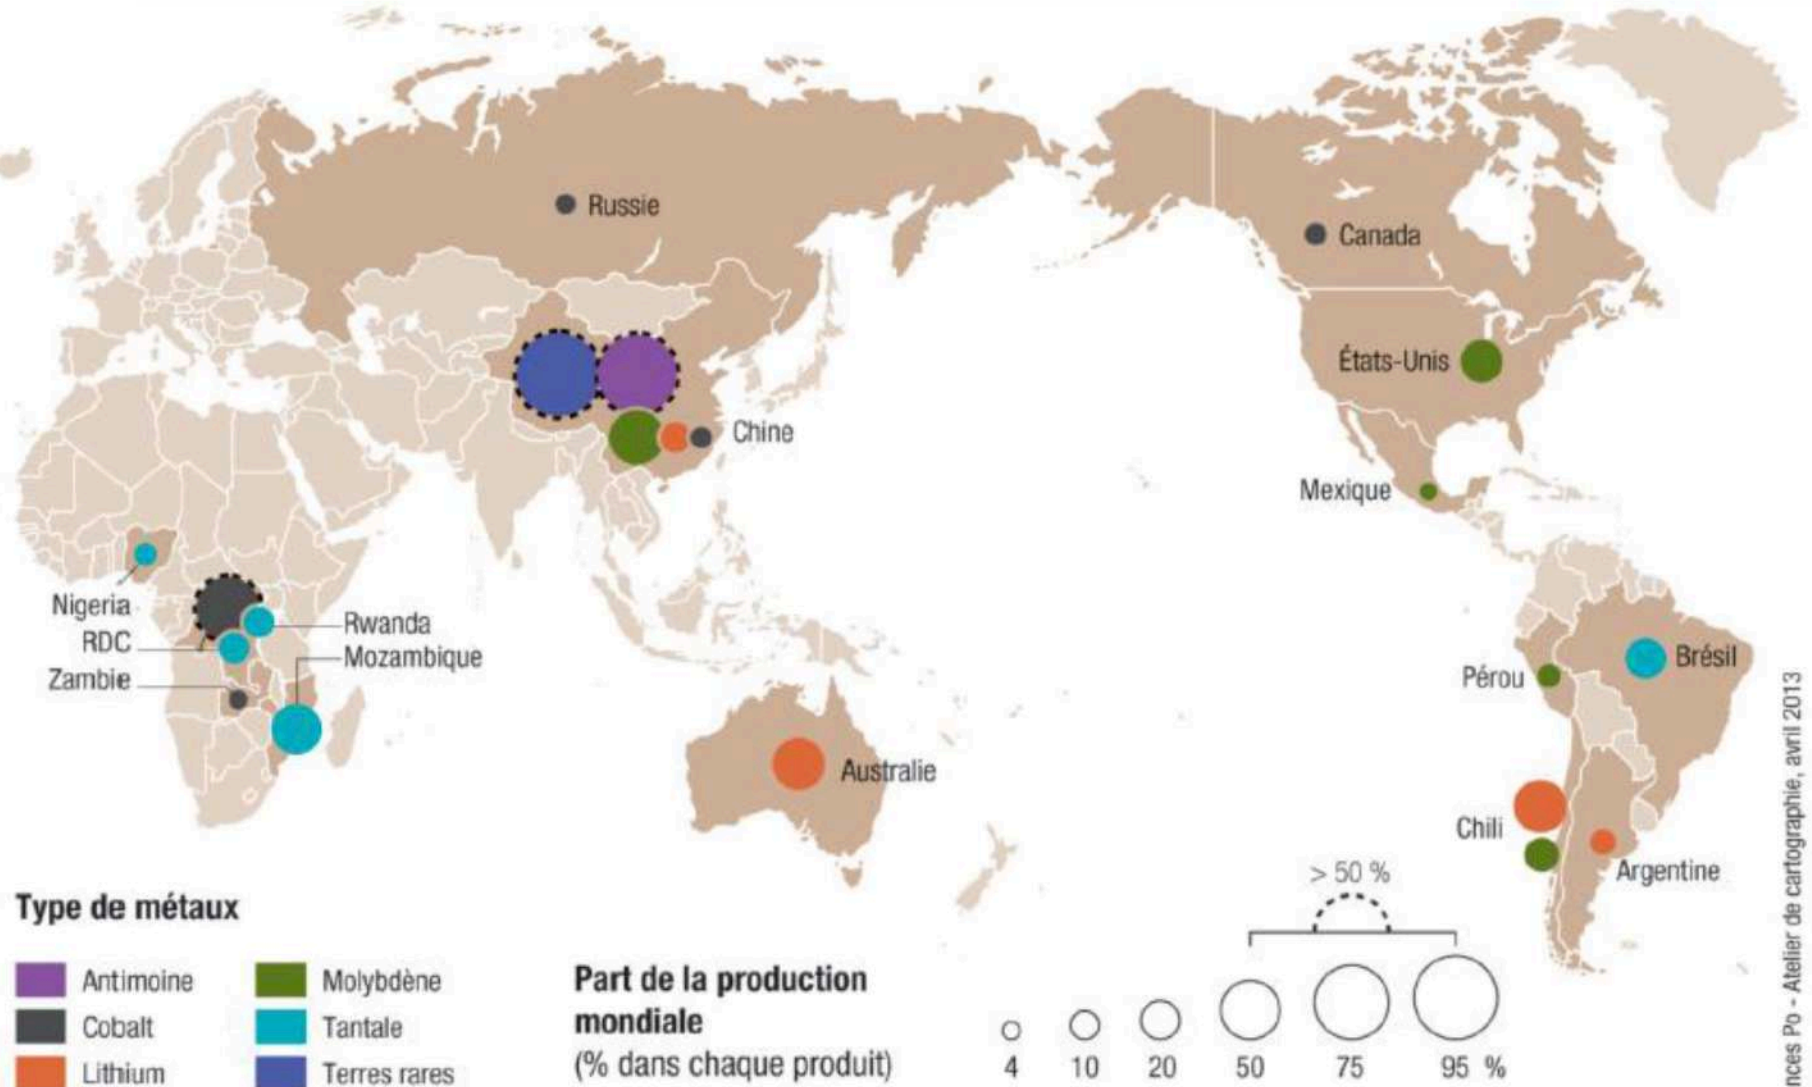 Russie
Canada
États-Unis
Chine
Mexique
Nigeria
RDC
Zambie
Rwanda
Mozambique
Pérou
Brésil
Australie
Chili
Argentine
Type de métaux
Antimoine
Cobalt
Lithium
Molybdène
Tantale
Terres rares
Part de la production
mondiale
(% dans chaque produit)
> 50 %
4 10 20 50 75 95 %
Po - Atelier de cartographie, avril 2013